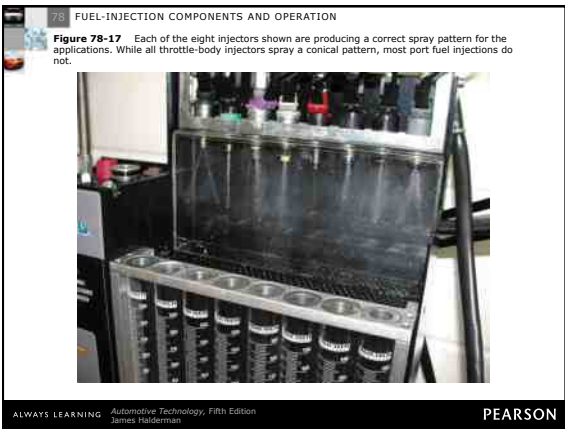 78 FUEL-INJECTION COMPONENTS AND OPERATION
Figure 78-17 Each of the eight injectors shown are producing a correct spray pattern for the
applications. While all throttle-body injectors spray a conical pattern, most port fuel injections do
not.
ALWAYS LEARNING Automotive Technology, Fifth Edition
James Halderman
PEARSON